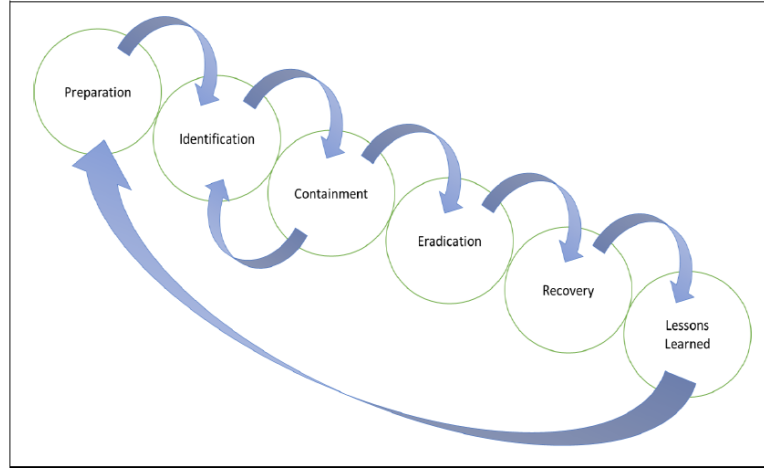 Preparation
Identification
Containment
Eradication
Recovery
Lessons
Learned